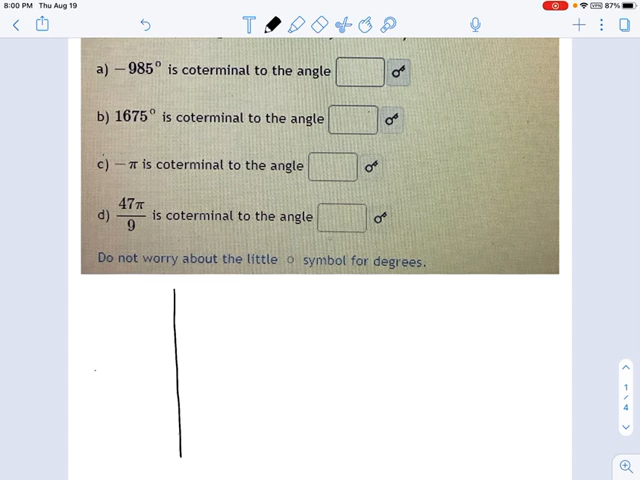 8:00 PM Thu Aug 19
87%
T
a) −985° is coterminal to the angle
b) 1675° is coterminal to the angle
c) −π is coterminal to the angle
d) 47π/9 is coterminal to the angle
Do not worry about the little o symbol for degrees.
1
/
4